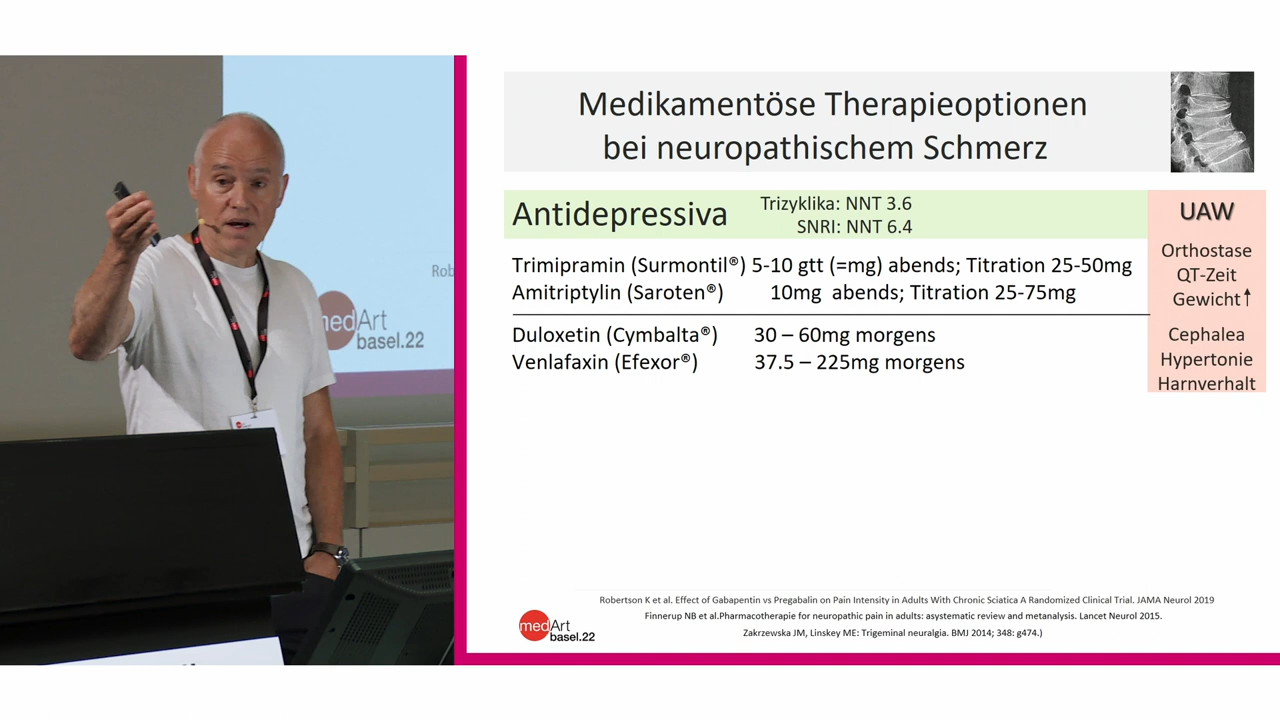 Rob
medArt
basel.22
Medikamentöse Therapieoptionen
bei neuropathischem Schmerz
Antidepressiva
Trizyklika: NNT 3.6
SNRI: NNT 6.4
Trimipramin (Surmontil®) 5-10 gtt (=mg) abends; Titration 25-50mg
Amitriptylin (Saroten®) 10mg abends; Titration 25-75mg
Duloxetin (Cymbalta®) 30 – 60mg morgens
Venlafaxin (Efexor®) 37.5 – 225mg morgens
UAW
Orthostase
QT-Zeit
Gewicht↑
Cephalea
Hypertonie
Harnverhalt
Robertson K et al. Effect of Gabapentin vs Pregabalin on Pain Intensity in Adults With Chronic Sciatica A Randomized Clinical Trial. JAMA Neurol 2019
Finnerup NB et al.Pharmacotherapie for neuropathic pain in adults: asystematic review and metanalysis. Lancet Neurol 2015.
Zakrzewska JM, Linskey ME: Trigeminal neuralgia. BMJ 2014; 348: g474.)
medArt
basel.22